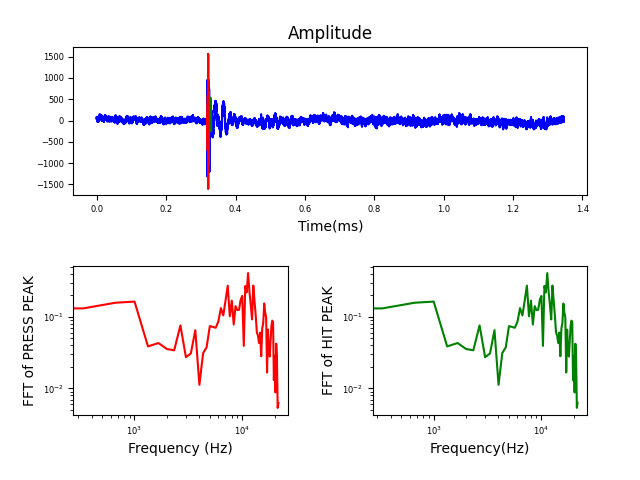 Amplitude
1500
1000
500
0
−500
−1000
−1500
0.0 0.2 0.4 0.6 0.8 1.0 1.2 1.4
Time(ms)
FFT of PRESS PEAK
10⁻¹
10⁻²
10³ 10⁴
Frequency (Hz)
FFT of HIT PEAK
10⁻¹
10⁻²
10³ 10⁴
Frequency(Hz)